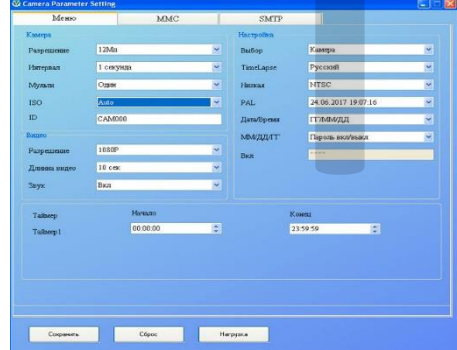 Camera Parameter Setting
Меню MMC SMTP
Камера
Разрешение 12Мп
Интервал 1 секунда
Мульти Один
ISO Auto
ID CAM000
Видео
Разрешение 1080P
Длинна видео 10 сек
Звук Вкл
Настройка
Выбор Камера
TimeLapse Русский
Низкая NTSC
PAL 24.06.2017 19:07:16
Дата/Время ГГ/ММ/ДД
ММ/ДД/ГГ Пароль вкл/выкл
Вкл ****
Таймер Начало Конец
Таймер1 00:00:00 23:59:59
Сохранить Сброс Нагрузка